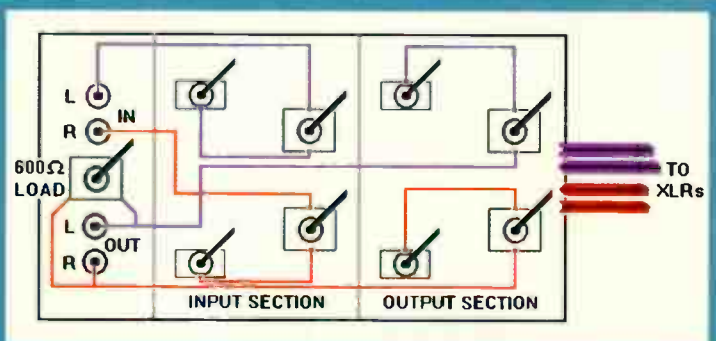 L
IN
R
600Ω
LOAD
L
OUT
R
INPUT SECTION
OUTPUT SECTION
TO
XLRs